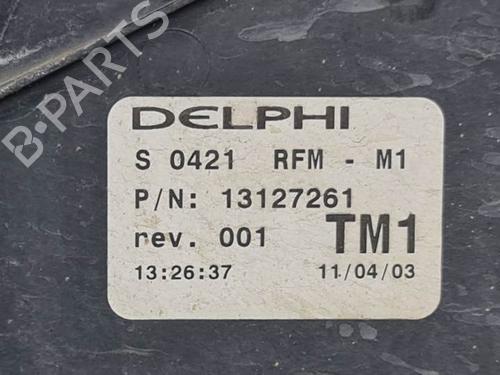 B-PARTS
DELPHI
S 0421 RFM - M1
P/N: 13127261
rev. 001 TM1
13:26:37 11/04/03